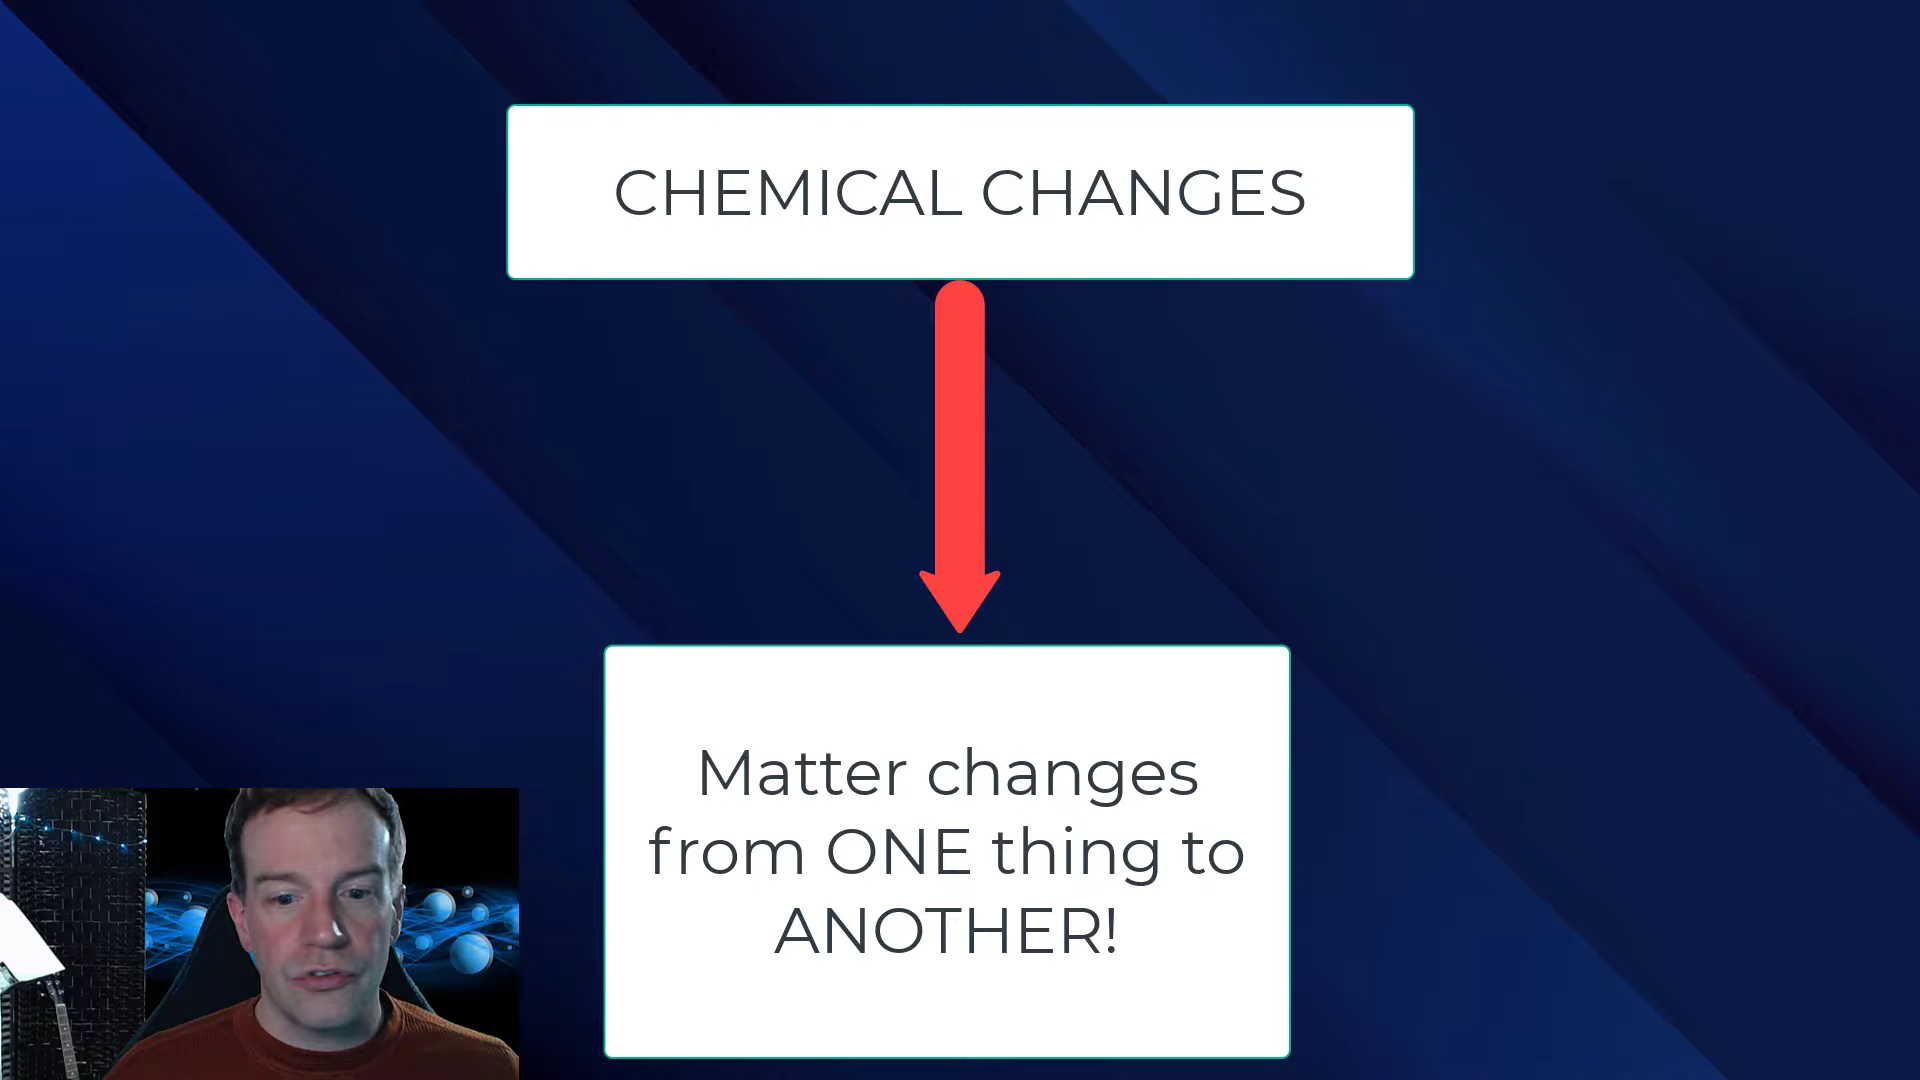 CHEMICAL CHANGES
Matter changes
from ONE thing to
ANOTHER!